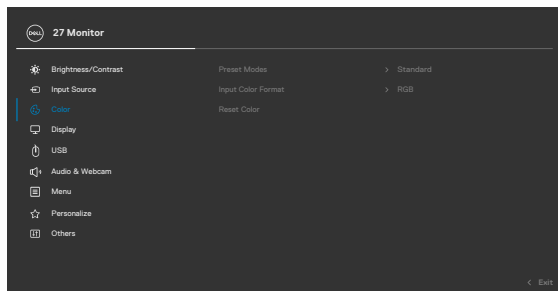 DELL 27 Monitor
Brightness/Contrast Preset Modes > Standard
Input Source Input Color Format > RGB
Color Reset Color
Display
USB
Audio & Webcam
Menu
Personalize
Others
< Exit